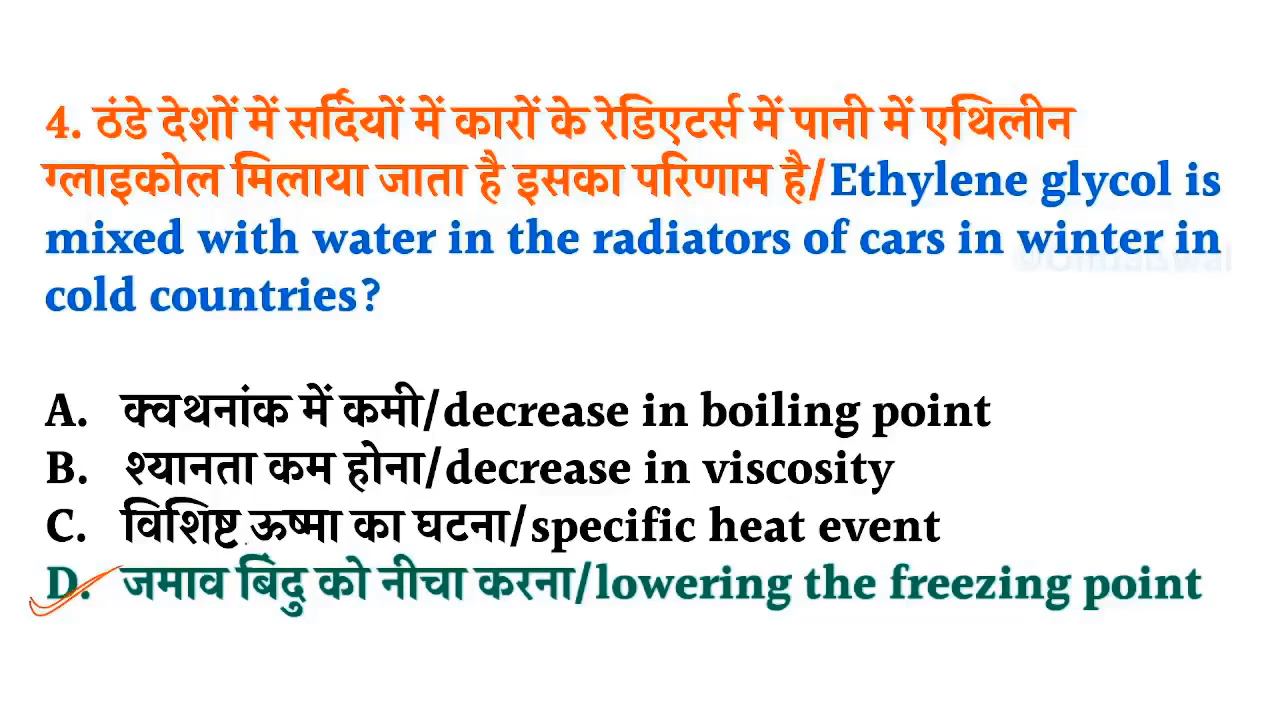 4. ठंडे देशों में सर्दियों में कारों के रेडिएटर्स में पानी में एथिलीन
ग्लाइकोल मिलाया जाता है इसका परिणाम है/Ethylene glycol is
mixed with water in the radiators of cars in winter in
cold countries?
A. क्वथनांक में कमी/decrease in boiling point
B. श्यानता कम होना/decrease in viscosity
C. विशिष्ट ऊष्मा का घटना/specific heat event
D. जमाव बिंदु को नीचा करना/lowering the freezing point